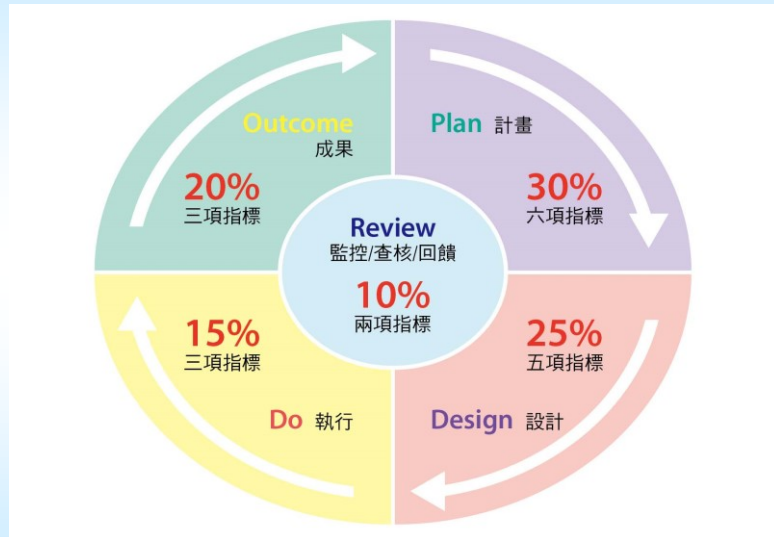 Outcome
成果
20%
三項指標
Plan 計畫
30%
六項指標
Review
監控/查核/回饋
10%
兩項指標
15%
三項指標
Do 執行
25%
五項指標
Design 設計